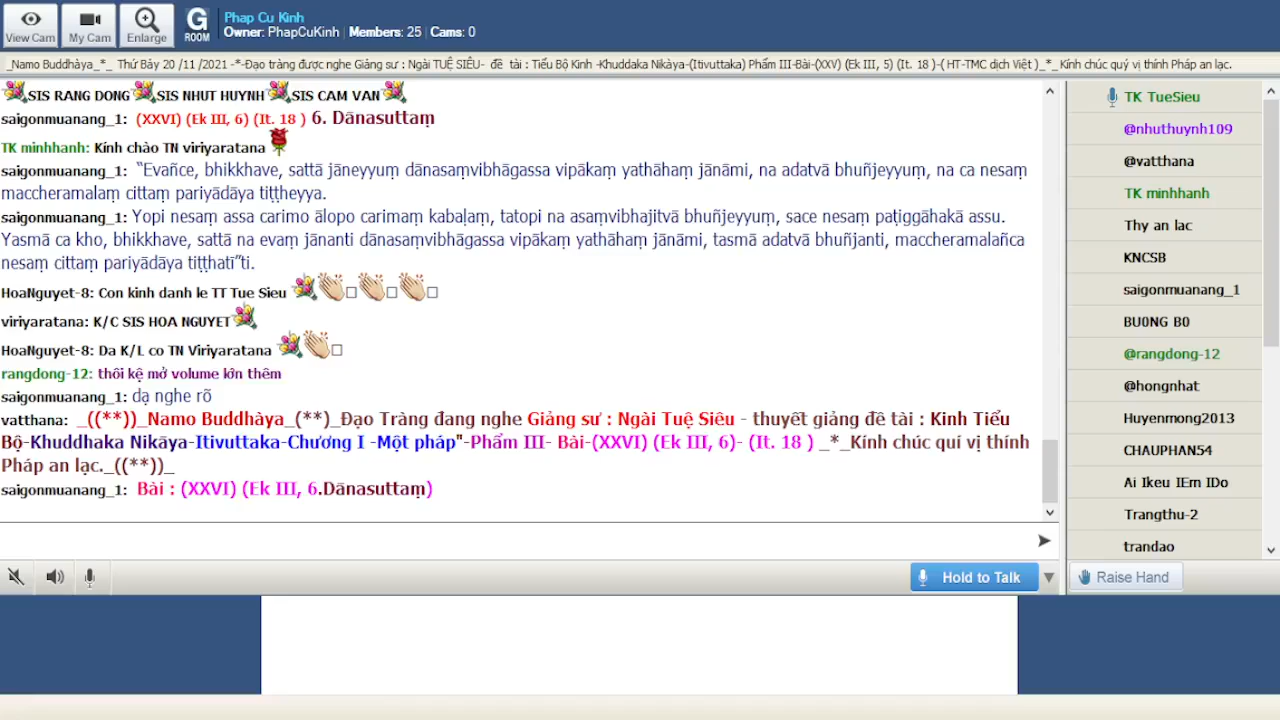 View Cam
My Cam
Enlarge
G ROOM
Phap Cu Kinh
Owner: PhapCuKinh | Members: 25 | Cams: 0
_Namo Buddhàya_*_ Thứ Bảy 20 /11 /2021 -*-Đạo tràng được nghe Giảng sư : Ngài TUỆ SIÊU- đề tài : Tiểu Bộ Kinh -Khuddaka Nikàya-(Itivuttaka) Phẩm III-Bài-(XXV) (Ek III, 5) (It. 18 )-( HT-TMC dịch Việt )_*_Kính chúc quý vị thính Pháp an lạc.
SIS RANG DONG SIS NHUT HUYNH SIS CAM VAN
saigonmuanang_1: (XXVI) (Ek III, 6) (It. 18 ) 6. Dānasuttaṃ
TK minhhanh: Kính chào TN viriyaratana
saigonmuanang_1: “Evañce, bhikkhave, sattā jāneyyuṃ dānasaṃvibhāgassa vipākaṃ yathāhaṃ jānāmi, na adatvā bhuñjeyyuṃ, na ca nesaṃ
maccheramalaṃ cittaṃ pariyādāya tiṭṭheyya.
saigonmuanang_1: Yopi nesaṃ assa carimo ālopo carimaṃ kabaḷaṃ, tatopi na asaṃvibhajitvā bhuñjeyyuṃ, sace nesaṃ paṭiggāhakā assu.
Yasmā ca kho, bhikkhave, sattā na evaṃ jānanti dānasaṃvibhāgassa vipākaṃ yathāhaṃ jānāmi, tasmā adatvā bhuñjanti, maccheramalañca
nesaṃ cittaṃ pariyādāya tiṭṭhatī”ti.
HoaNguyet-8: Con kinh danh le TT Tue Sieu
viriyaratana: K/C SIS HOA NGUYET
HoaNguyet-8: Da K/L co TN Viriyaratana
rangdong-12: thôi kệ mở volume lớn thêm
saigonmuanang_1: dạ nghe rõ
vatthana: _((**))_Namo Buddhàya_(**)_Đạo Tràng đang nghe Giảng sư : Ngài Tuệ Siêu - thuyết giảng đề tài : Kinh Tiểu
Bộ-Khuddhaka Nikāya-Itivuttaka-Chương I -Một pháp"-Phẩm III- Bài-(XXVI) (Ek III, 6)- (It. 18 ) _*_Kính chúc quí vị thính
Pháp an lạc._((**))_
saigonmuanang_1: Bài : (XXVI) (Ek III, 6.Dānasuttaṃ)
Hold to Talk
TK TueSieu
@nhuthuynh109
@vatthana
TK minhhanh
Thy an lac
KNCSB
saigonmuanang_1
BU0NG B0
@rangdong-12
@hongnhat
Huyenmong2013
CHAUPHAN54
Ai Ikeu IEm IDo
Trangthu-2
trandao
Raise Hand